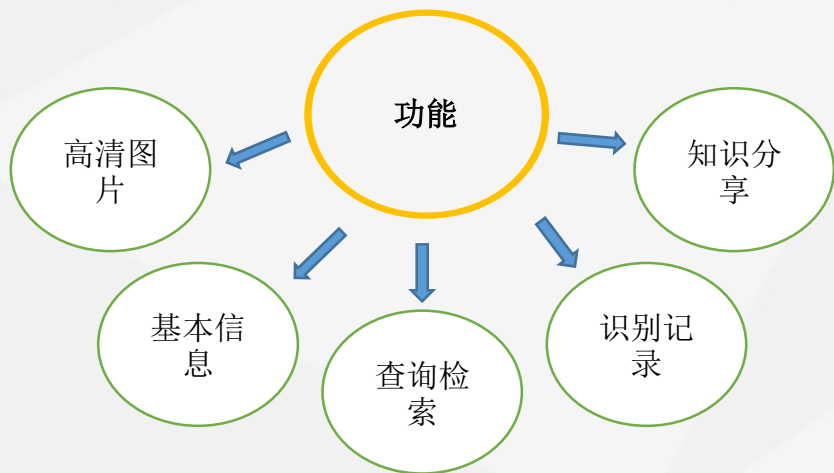 功能
高清图
片
知识分
享
基本信
息
识别记
录
查询检
索